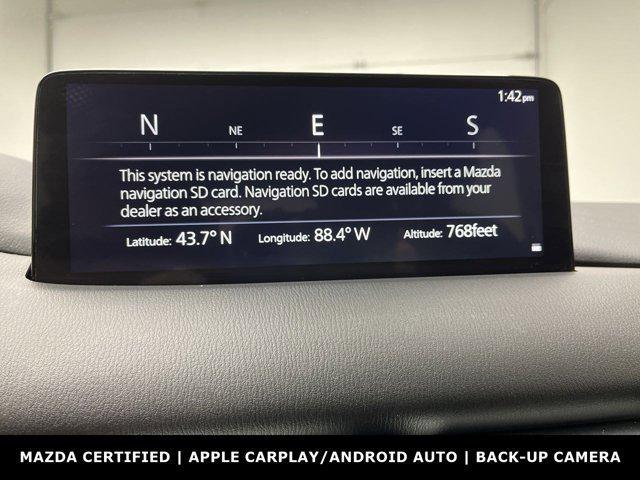 1:42pm
N NE E SE S
This system is navigation ready. To add navigation, insert a Mazda
navigation SD card. Navigation SD cards are available from your
dealer as an accessory.
Latitude: 43.7° N Longitude: 88.4° W Altitude: 768feet
MAZDA CERTIFIED | APPLE CARPLAY/ANDROID AUTO | BACK-UP CAMERA